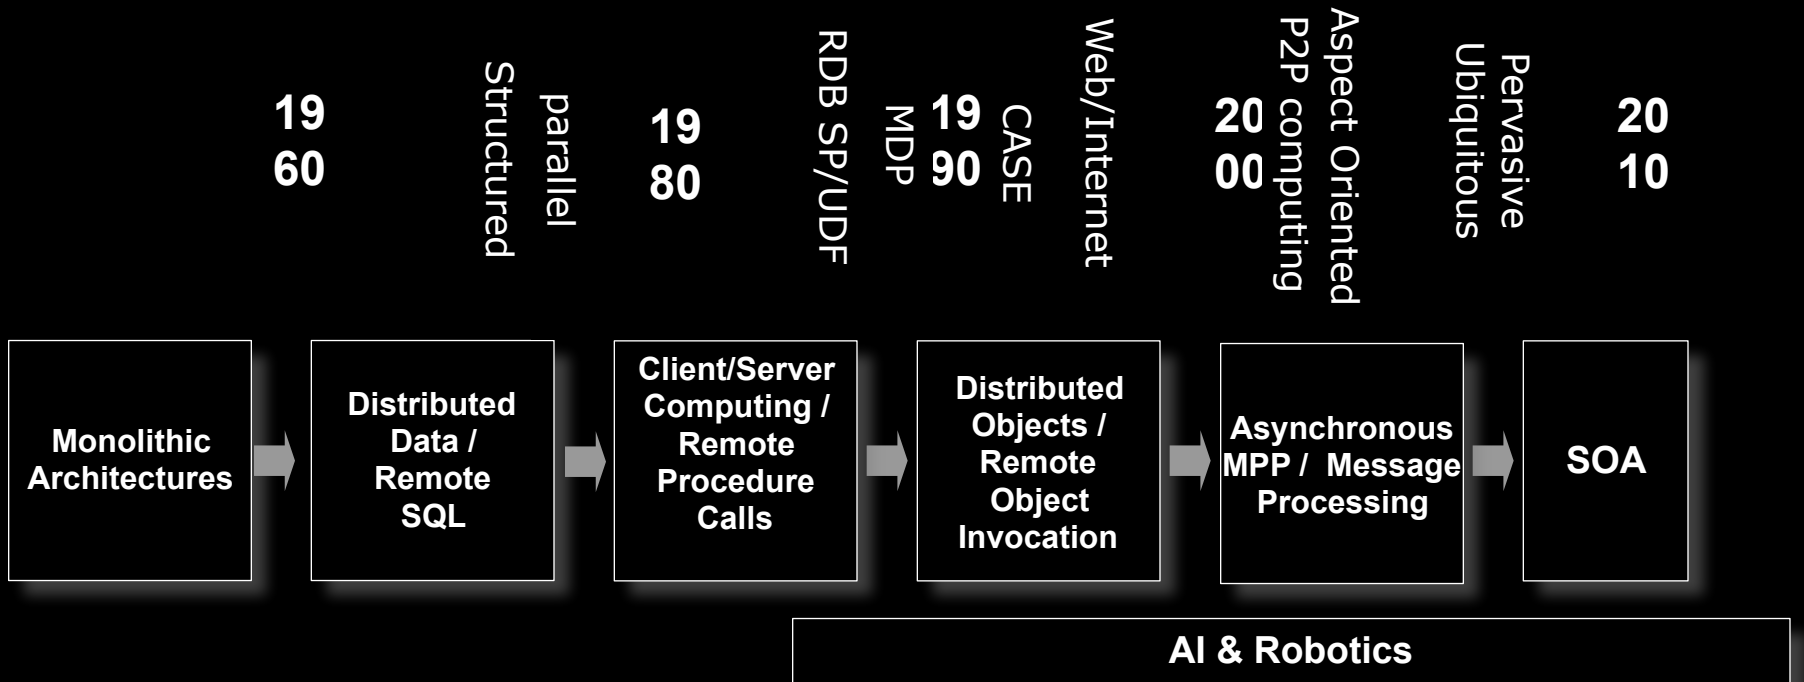 19
60
Structured
parallel
19
80
RDB SP/UDF
MDP
19
90
CASE
Web/Internet
20
00
P2P computing
Aspect Oriented
Ubiquitous
Pervasive
20
10
Monolithic
Architectures
Distributed
Data /
Remote
SQL
Client/Server
Computing /
Remote
Procedure
Calls
Distributed
Objects /
Remote
Object
Invocation
Asynchronous
MPP / Message
Processing
SOA
AI & Robotics